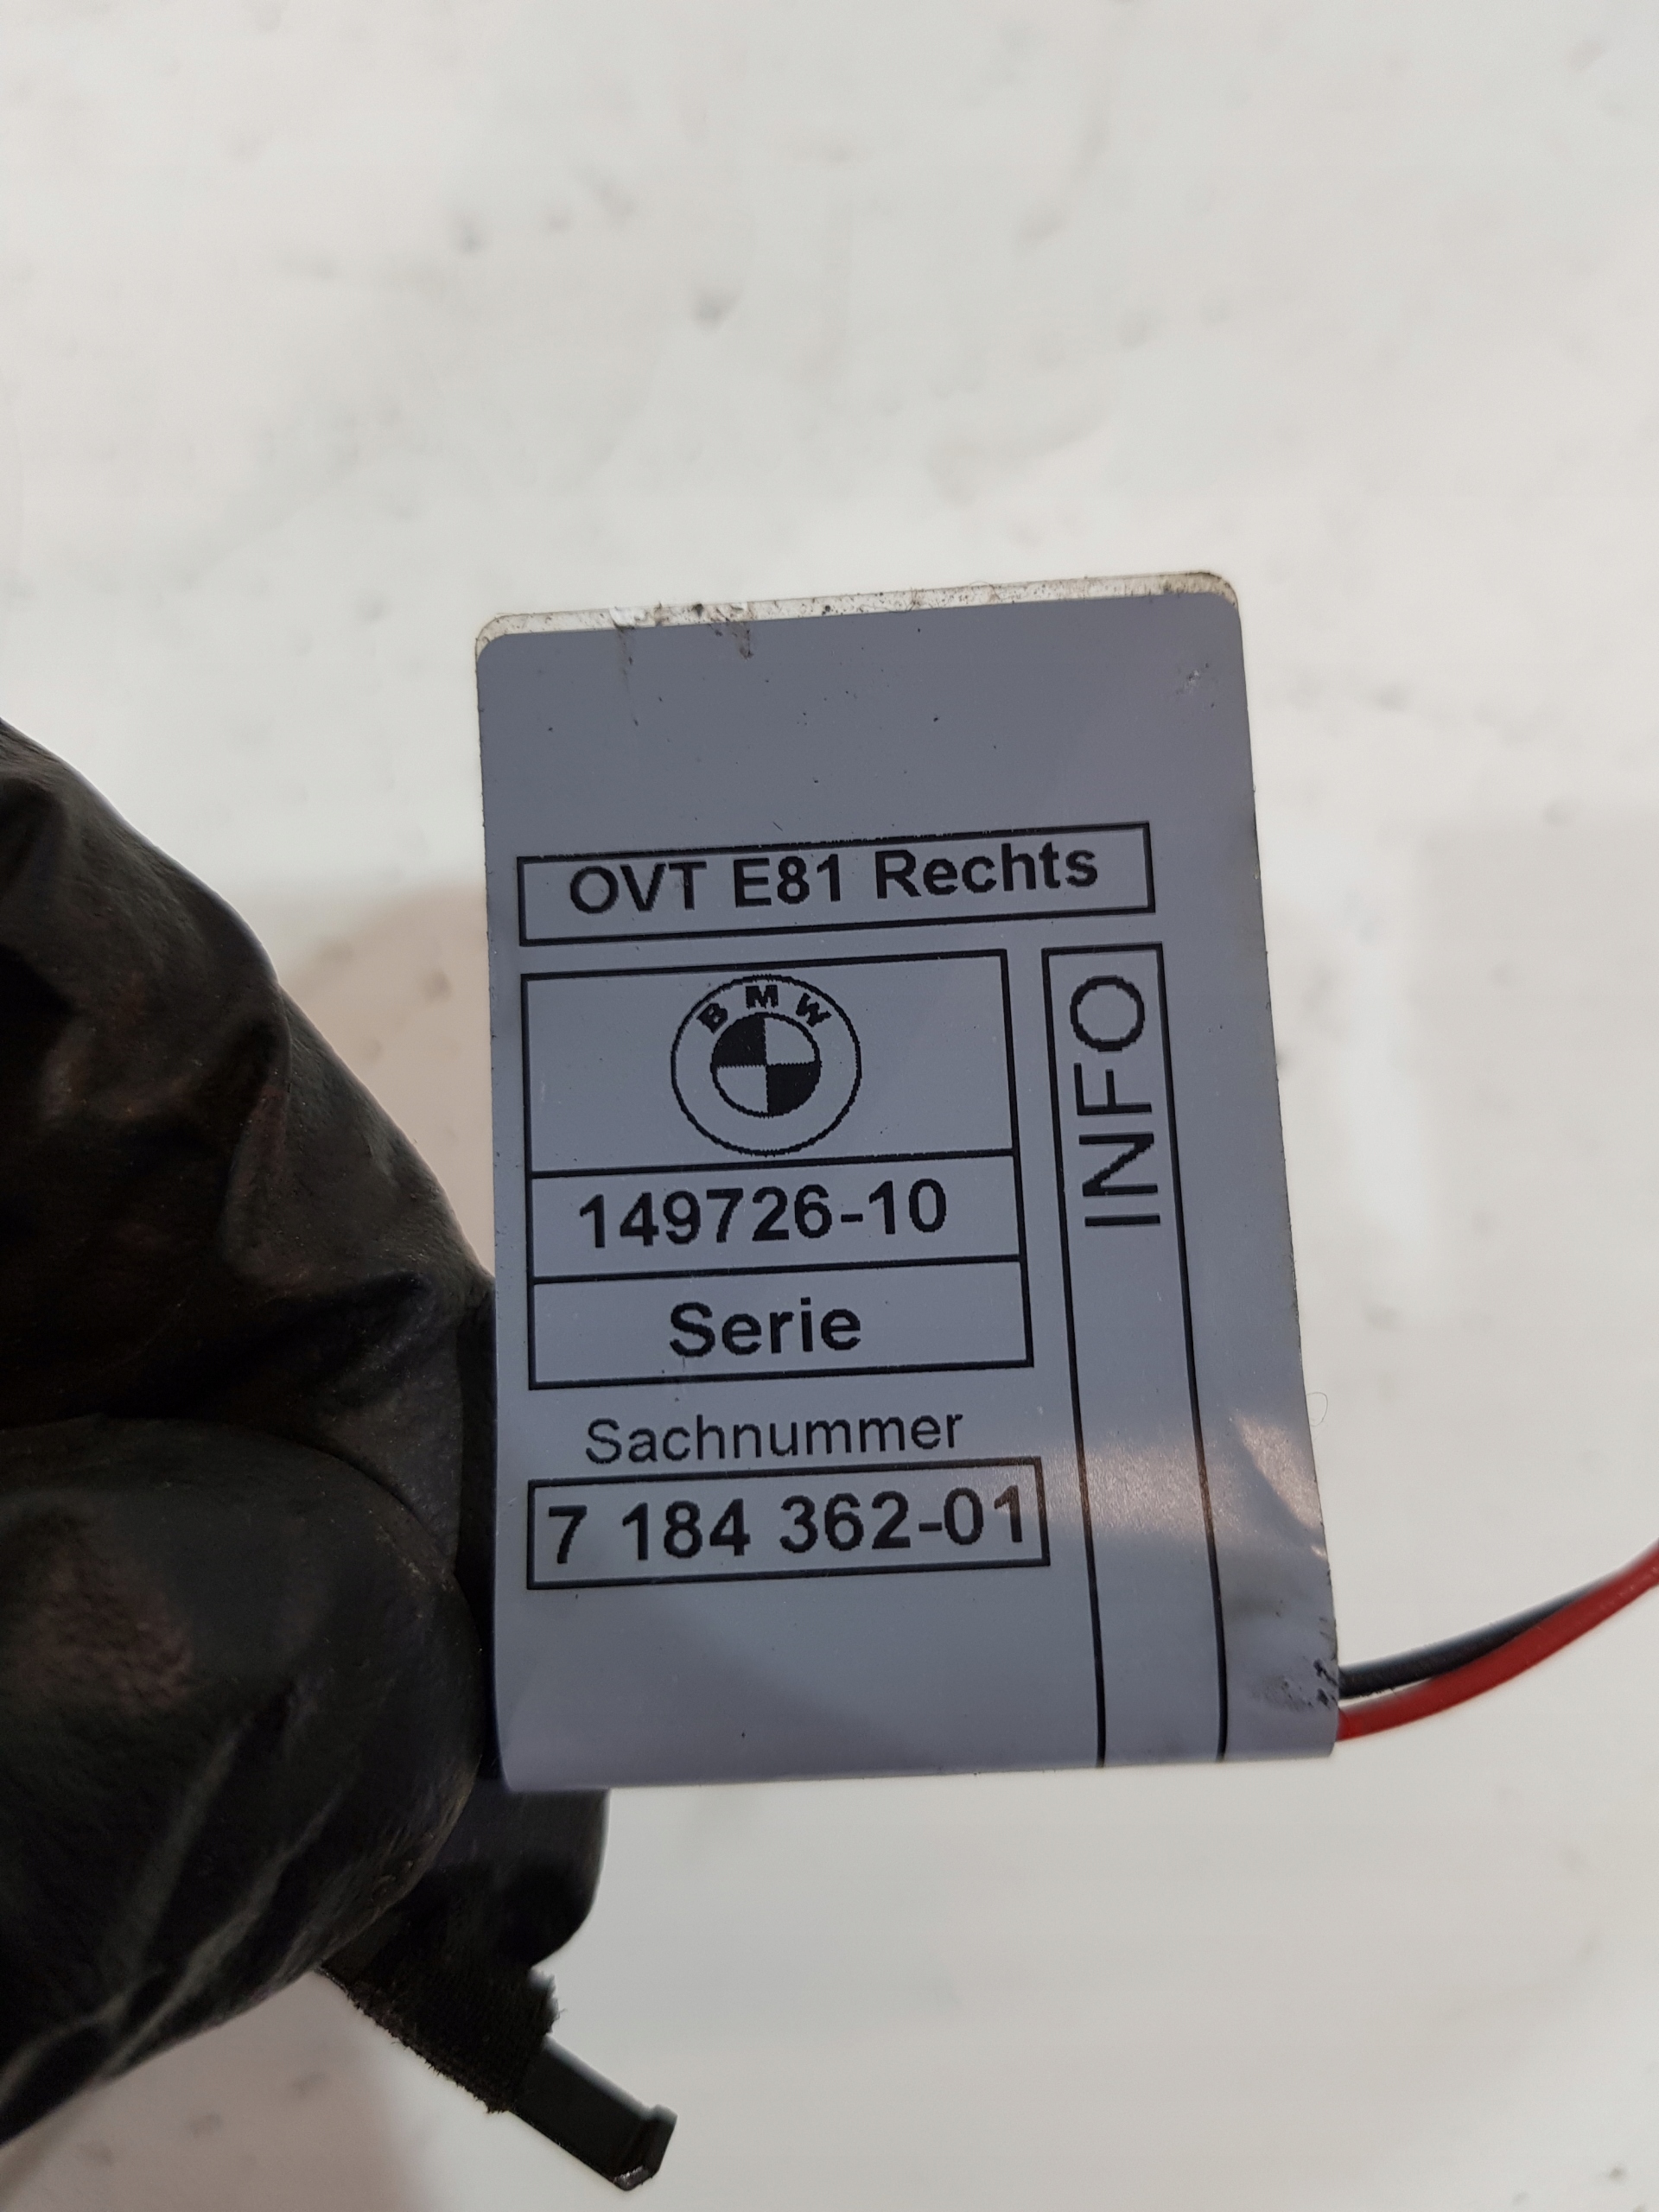 OVT E81 Rechts
BMW
INFO
149726-10
Serie
Sachnummer
7 184 362-01